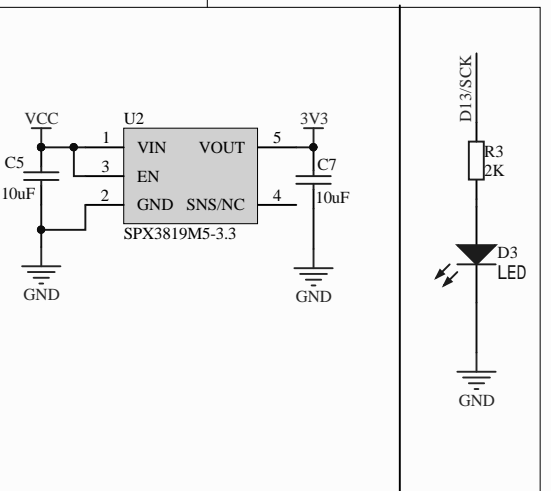 VCC
U2
3V3
1
VIN
VOUT
5
C5
10uF
3
EN
2
GND
SNS/NC
4
C7
10uF
SPX3819M5-3.3
GND
GND
D13/SCK
R3
2K
D3
LED
GND